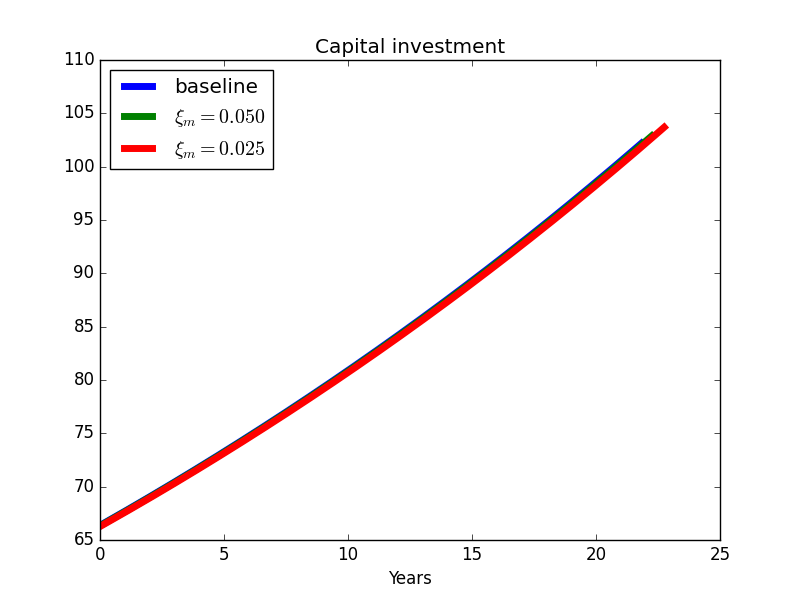 Capital investment
110
105
100
95
90
85
80
75
70
65
baseline
ξₘ = 0.050
ξₘ = 0.025
0 5 10 15 20 25
Years